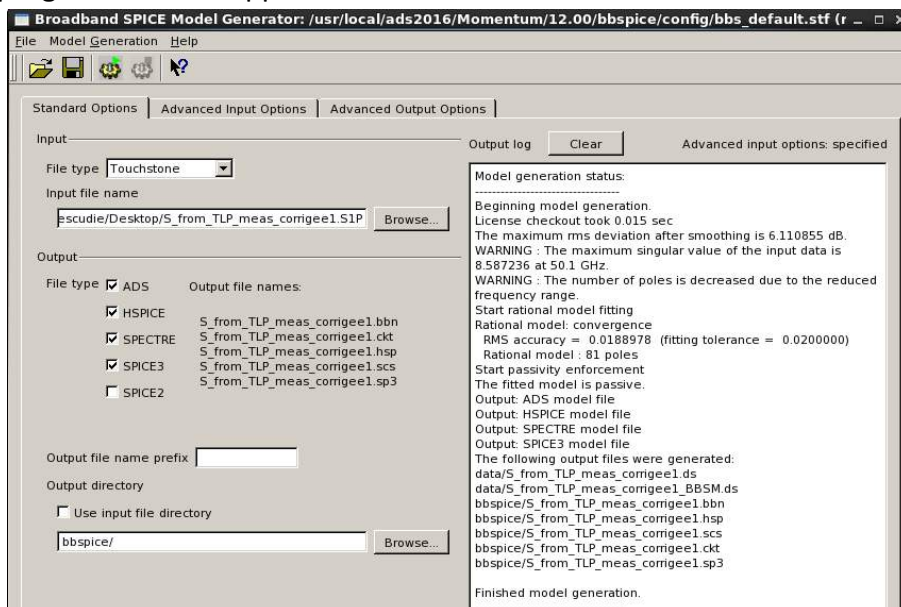 Broadband SPICE Model Generator: /usr/local/ads2016/Momentum/12.00/bbspice/config/bbs_default.stf (r
File Model Generation Help
Standard Options Advanced Input Options Advanced Output Options
Input
File type Touchstone
Input file name
escudie/Desktop/S_from_TLP_meas_corrigee1.S1P Browse...
Output
File type ADS Output file names:
HSPICE
SPECTRE
SPICE3
SPICE2
S_from_TLP_meas_corrigee1.bbn
S_from_TLP_meas_corrigee1.ckt
S_from_TLP_meas_corrigee1.hsp
S_from_TLP_meas_corrigee1.scs
S_from_TLP_meas_corrigee1.sp3
Output file name prefix
Output directory
Use input file directory
bbspice/ Browse...
Output log Clear Advanced input options: specified
Model generation status:
----------------------------------
Beginning model generation.
License checkout took 0.015 sec
The maximum rms deviation after smoothing is 6.110855 dB.
WARNING : The maximum singular value of the input data is
8.587236 at 50.1 GHz.
WARNING : The number of poles is decreased due to the reduced
frequency range.
Start rational model fitting
Rational model: convergence
RMS accuracy = 0.0188978 (fitting tolerance = 0.0200000)
Rational model : 81 poles
Start passivity enforcement
The fitted model is passive.
Output: ADS model file
Output: HSPICE model file
Output: SPECTRE model file
Output: SPICE3 model file
The following output files were generated:
data/S_from_TLP_meas_corrigee1.ds
data/S_from_TLP_meas_corrigee1_BBSM.ds
bbspice/S_from_TLP_meas_corrigee1.bbn
bbspice/S_from_TLP_meas_corrigee1.hsp
bbspice/S_from_TLP_meas_corrigee1.scs
bbspice/S_from_TLP_meas_corrigee1.ckt
bbspice/S_from_TLP_meas_corrigee1.sp3
Finished model generation.